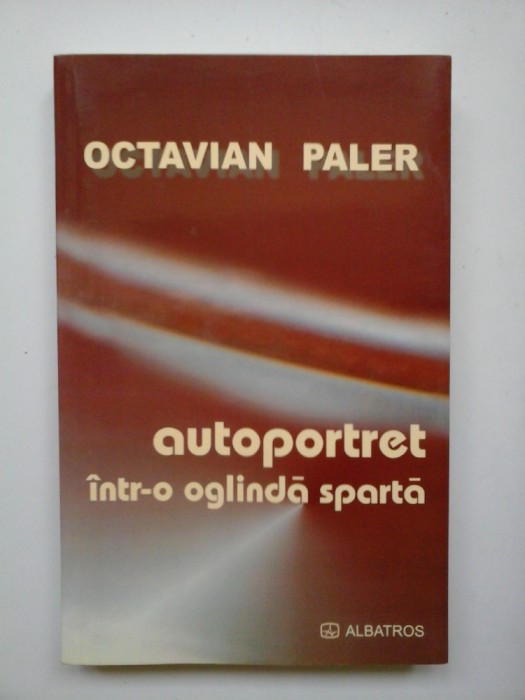 OCTAVIAN PALER
autoportret
într-o oglindă spartă
ALBATROS